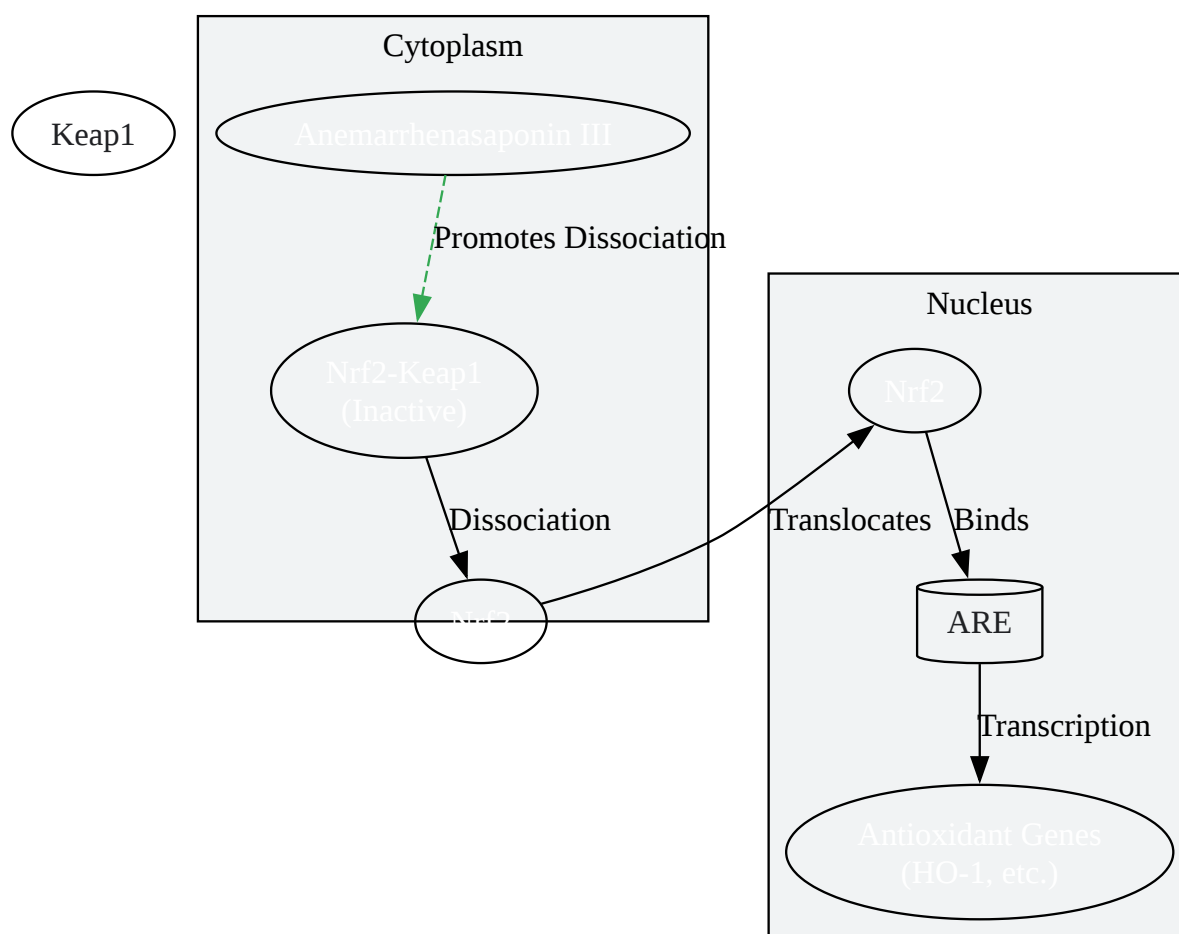 Cytoplasm
Keap1
Anemarrhenasaponin III
Promotes Dissociation
Nucleus
Nrf2-Keap1
(Inactive)
Nrf2
Dissociation
Translocates
Binds
Nrf2
ARE
Transcription
Antioxidant Genes
(HO-1, etc.)